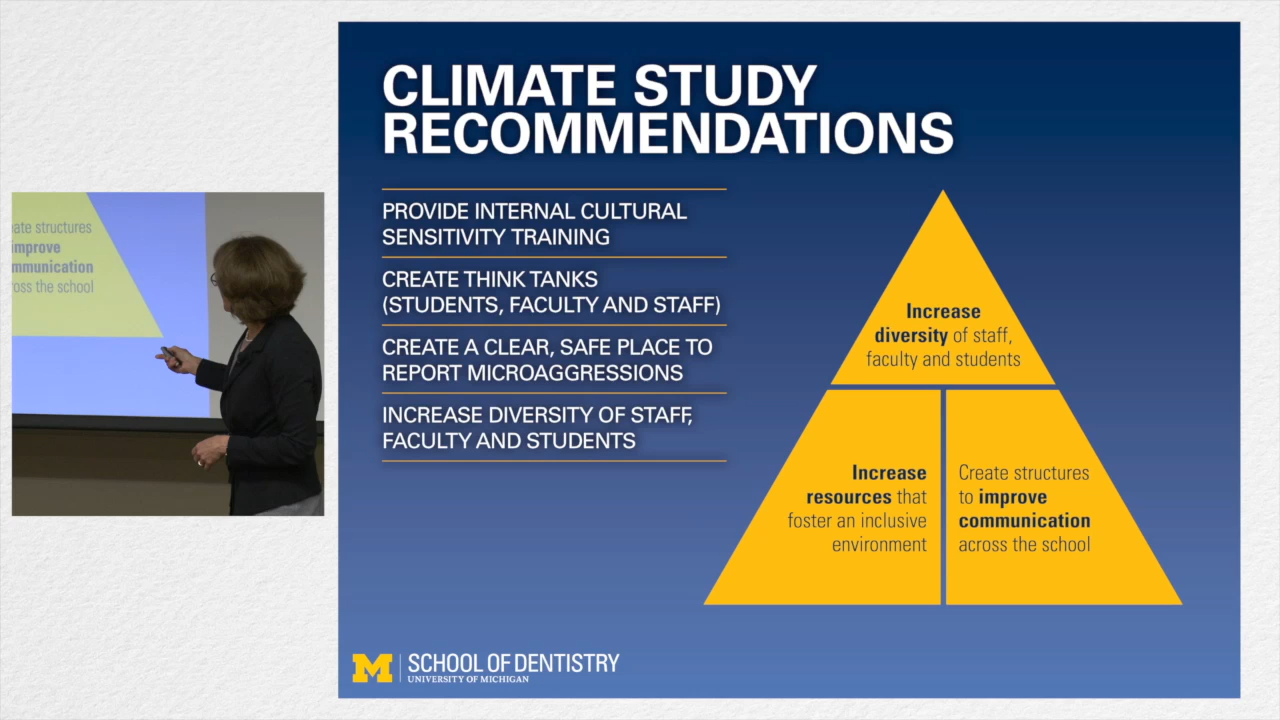 CLIMATE STUDY
RECOMMENDATIONS
PROVIDE INTERNAL CULTURAL
SENSITIVITY TRAINING
CREATE THINK TANKS
(STUDENTS, FACULTY AND STAFF)
CREATE A CLEAR, SAFE PLACE TO
REPORT MICROAGGRESSIONS
INCREASE DIVERSITY OF STAFF,
FACULTY AND STUDENTS
Increase
diversity of staff,
faculty and students
Increase
resources that
foster an inclusive
environment
Create structures
to improve
communication
across the school
M SCHOOL OF DENTISTRY
UNIVERSITY OF MICHIGAN
ate structures
improve
mmunication
oss the school